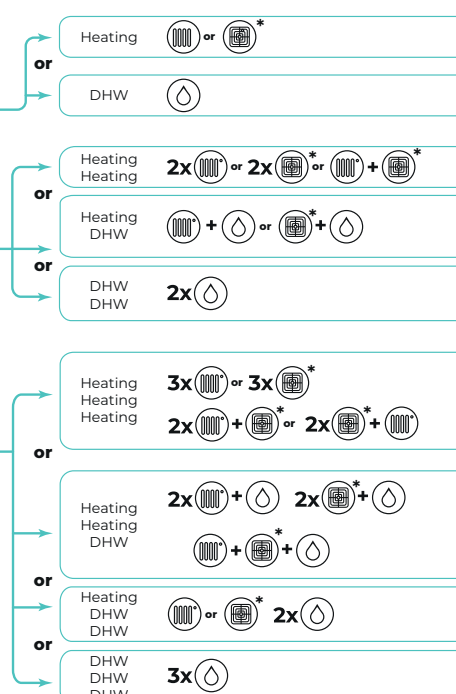 Heating or *
or
DHW
Heating
Heating
2x or 2x * or + *
or
Heating
DHW
+ or * +
or
DHW
DHW
2x
Heating
Heating
Heating
3x or 3x *
2x + * or 2x * +
or
Heating
Heating
DHW
2x + 2x * +
+ * +
or
Heating
DHW
DHW
or * 2x
or
DHW
DHW
DHW
3x